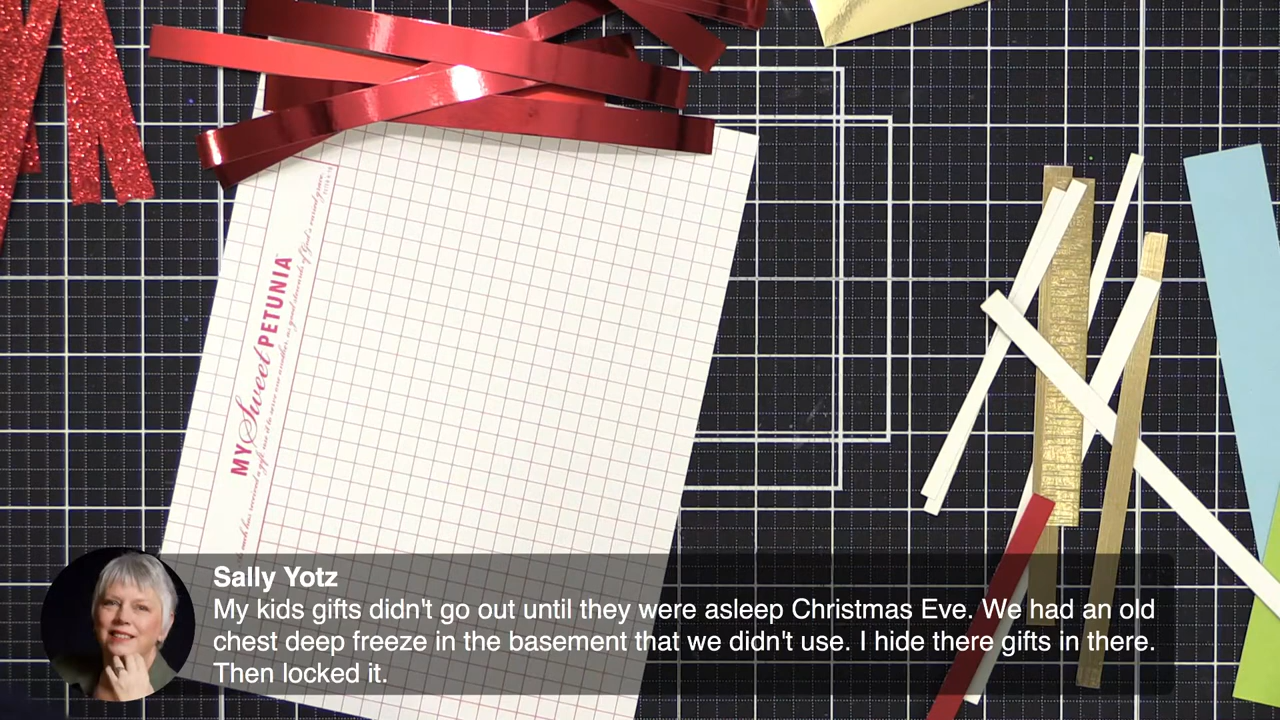 MY Sweet PETUNIA
Sally Yotz
My kids gifts didn't go out until they were asleep Christmas Eve. We had an old
chest deep freeze in the basement that we didn't use. I hide there gifts in there.
Then locked it.